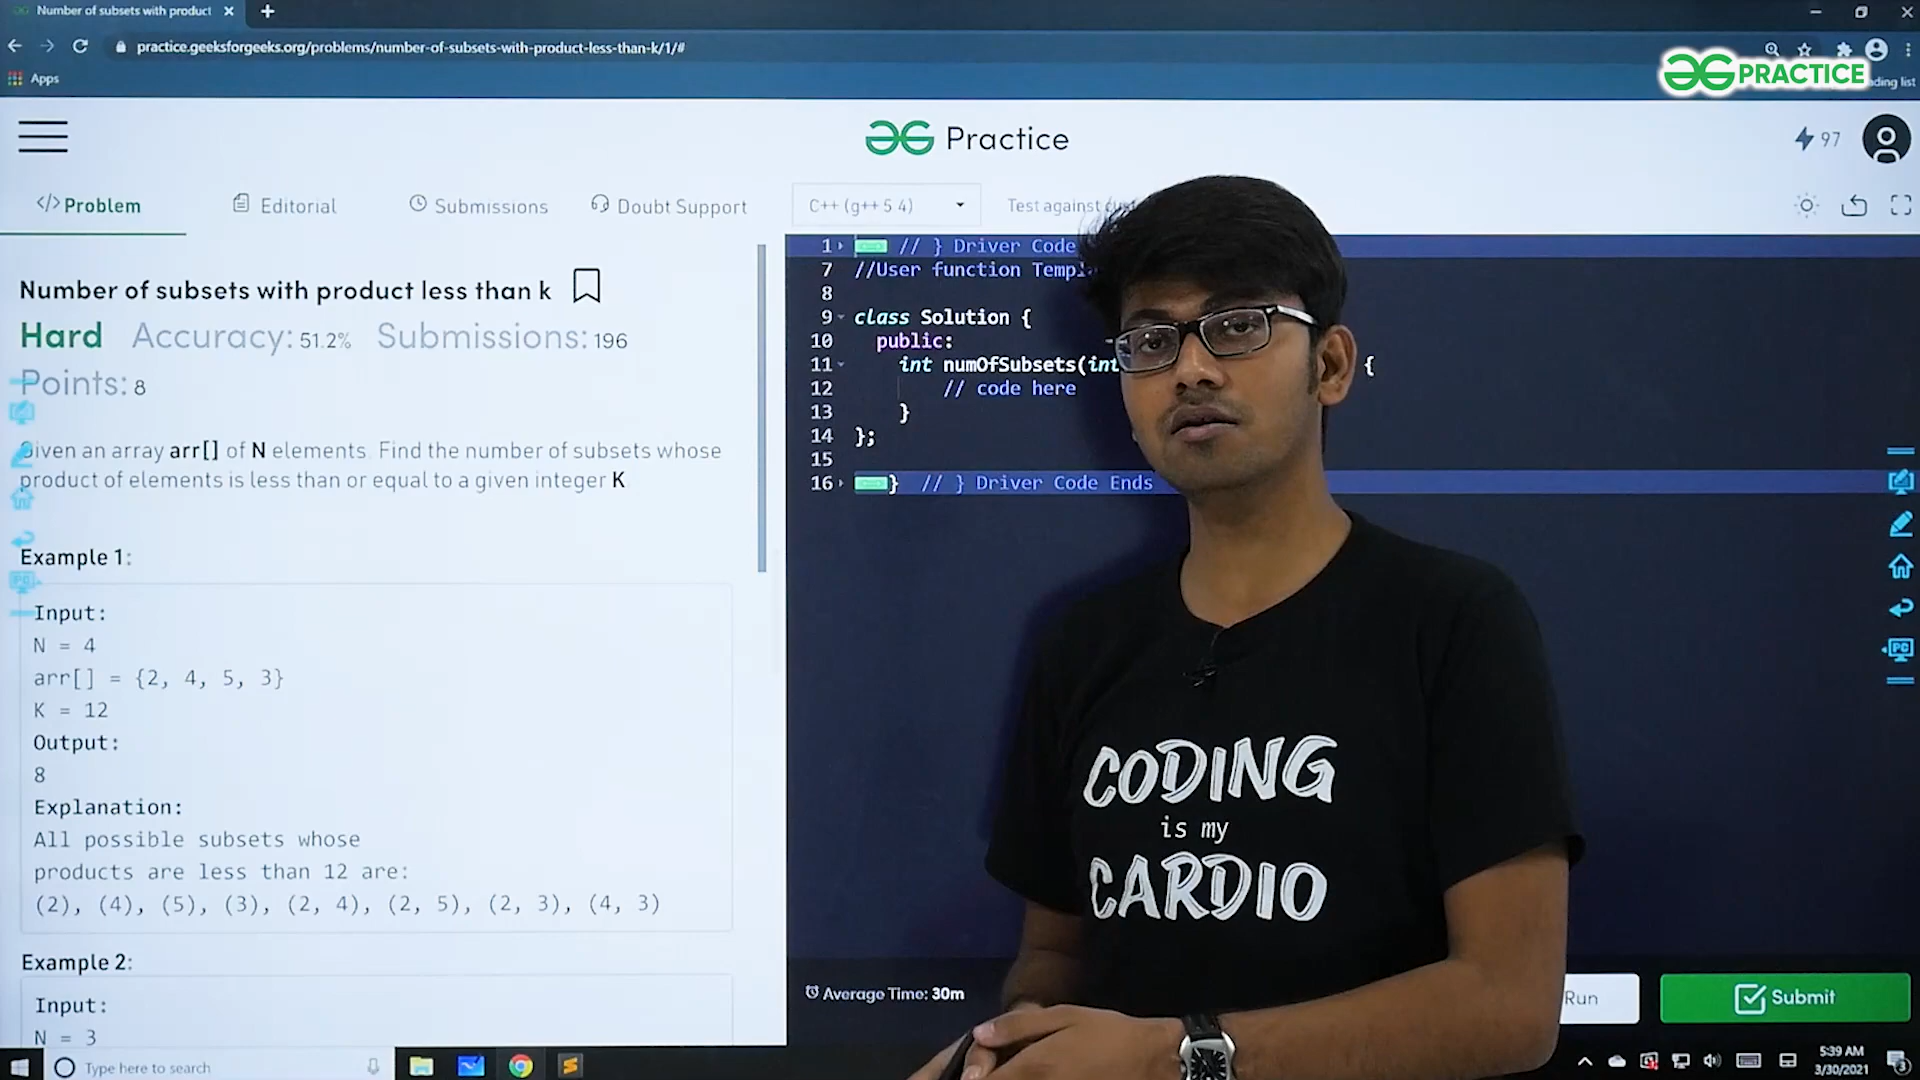 Number of subsets with product
practice.geeksforgeeks.org/problems/number-of-subsets-with-product-less-than-k/1/#
Apps
ding list
PRACTICE
Practice
97
</> Problem
Editorial
Submissions
Doubt Support
C++ (g++ 5 4)
Test against
Number of subsets with product less than k
Hard Accuracy: 51.2% Submissions: 196
Points: 8
Given an array arr[] of N elements. Find the number of subsets whose
product of elements is less than or equal to a given integer K
Example 1:
Input:
N = 4
arr[] = {2, 4, 5, 3}
K = 12
Output:
8
Explanation:
All possible subsets whose
products are less than 12 are:
(2), (4), (5), (3), (2, 4), (2, 5), (2, 3), (4, 3)
Example 2:
Input:
N = 3
1 // } Driver Code
7 //User function Templ
8
9 class Solution {
10 public:
11 int numOfSubsets(int {
12 // code here
13 }
14 };
15
16 } // } Driver Code Ends
CODING
is my
CARDIO
Average Time: 30m
Run
Submit
PC
PC
Type here to search
5:39 AM
3/30/2021
3